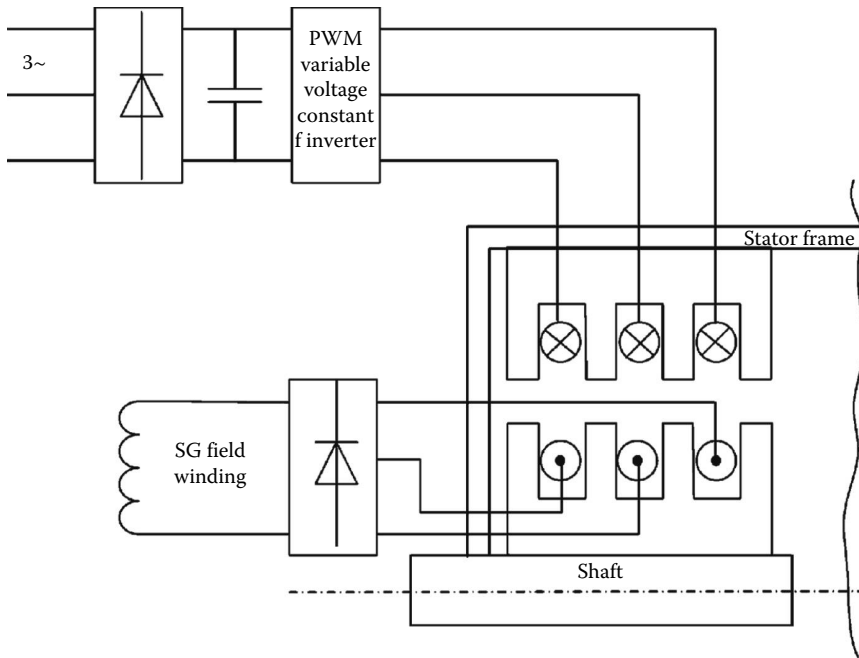 3~
PWM
variable
voltage
constant
f inverter
Stator frame
SG field
winding
Shaft